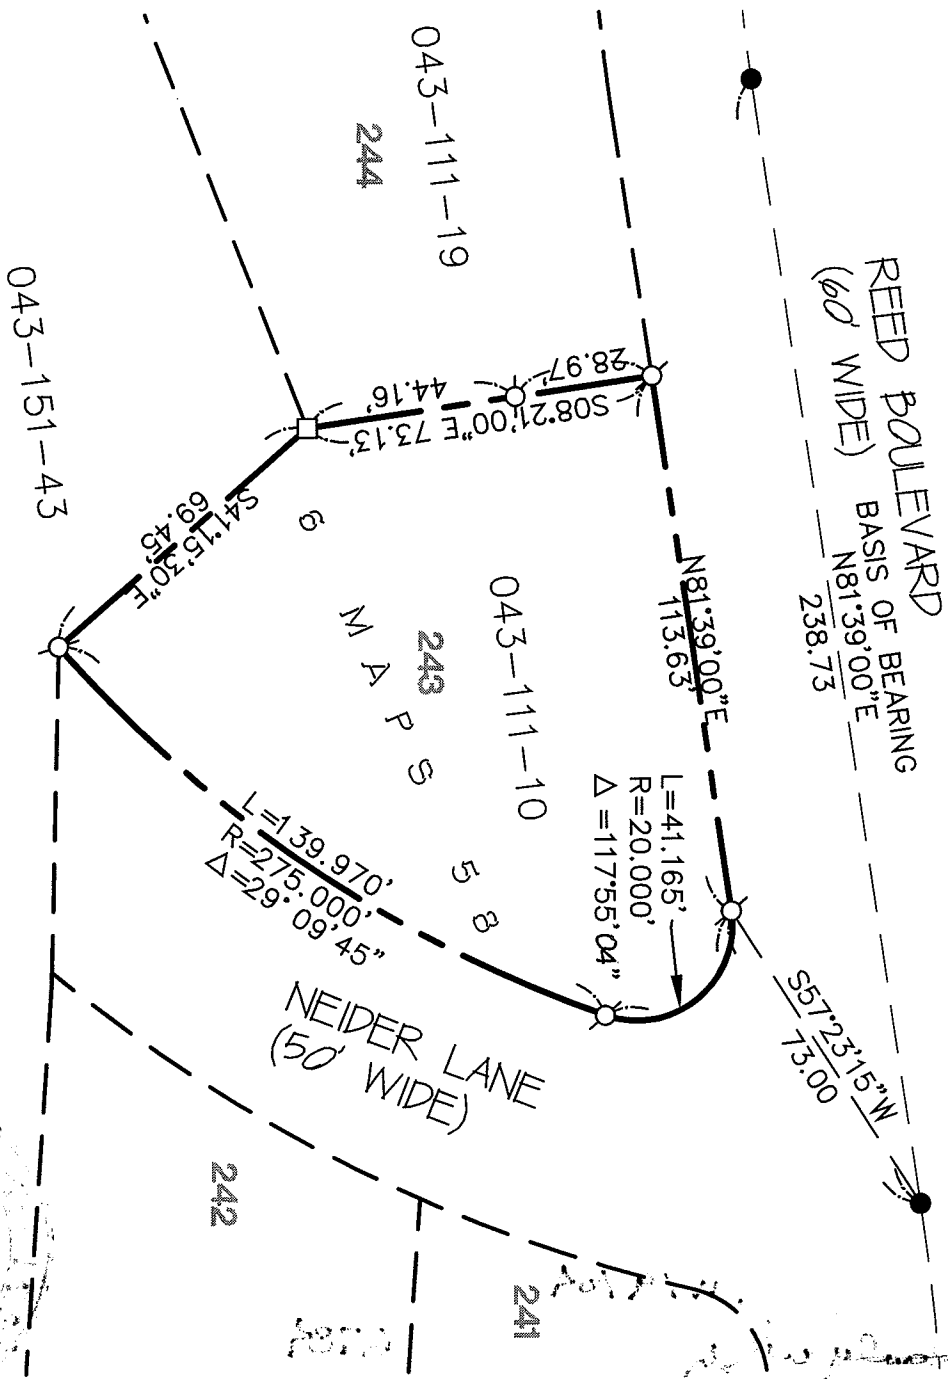 REED BOULEVARD
(60' WIDE)
BASIS OF BEARING
N81°39'00"E
238.73
043-111-19
244
28.97'
44.16'
S08°21'00"E 73.13'
N81°39'00"E
113.63'
043-151-43
S41°15'30"E
69.45'
6 MAPS 58
243
043-111-10
L=41.165'
R=20.000'
Δ=117°55'04"
L=139.970'
R=275.000'
Δ=29°09'45"
S57°23'15"W
73.00
NEIDER LANE
(50' WIDE)
242
241